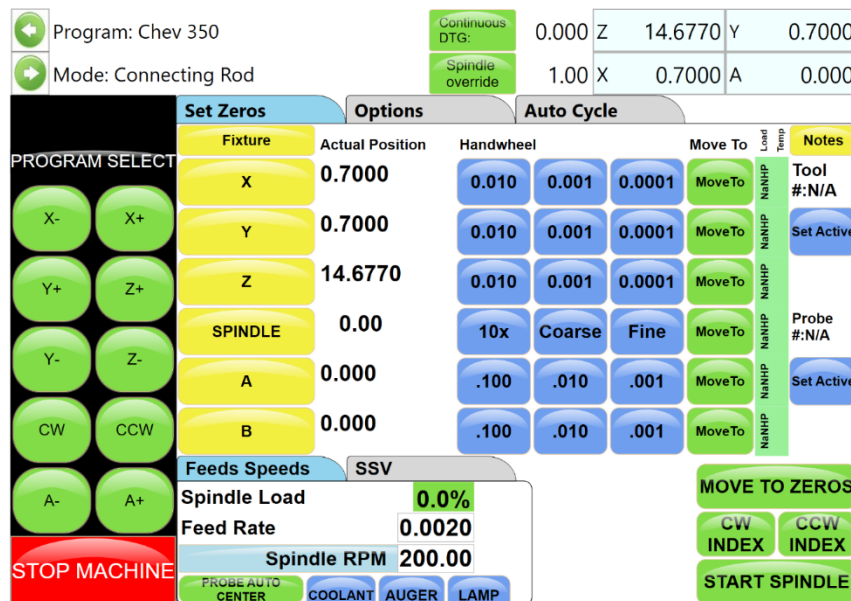 Program: Chev 350
Continuous DTG: 0.000 Z 14.6770 Y 0.7000
Mode: Connecting Rod
Spindle override 1.00 X 0.7000 A 0.000
Set Zeros Options Auto Cycle
PROGRAM SELECT
X- X+
Y+ Z+
Y- Z-
CW CCW
A- A+
STOP MACHINE
Fixture Actual Position Handwheel Move To Load Temp Notes
X 0.7000 0.010 0.001 0.0001 MoveTo NaNHP Tool #:N/A
Y 0.7000 0.010 0.001 0.0001 MoveTo NaNHP Set Active
Z 14.6770 0.010 0.001 0.0001 MoveTo NaNHP
SPINDLE 0.00 10x Coarse Fine MoveTo NaNHP Probe #:N/A
A 0.000 .100 .010 .001 MoveTo NaNHP Set Active
B 0.000 .100 .010 .001 MoveTo NaNHP
Feeds Speeds SSV
Spindle Load 0.0%
Feed Rate 0.0020
Spindle RPM 200.00
PROBE AUTO CENTER COOLANT AUGER LAMP
MOVE TO ZEROS
CW INDEX CCW INDEX
START SPINDLE